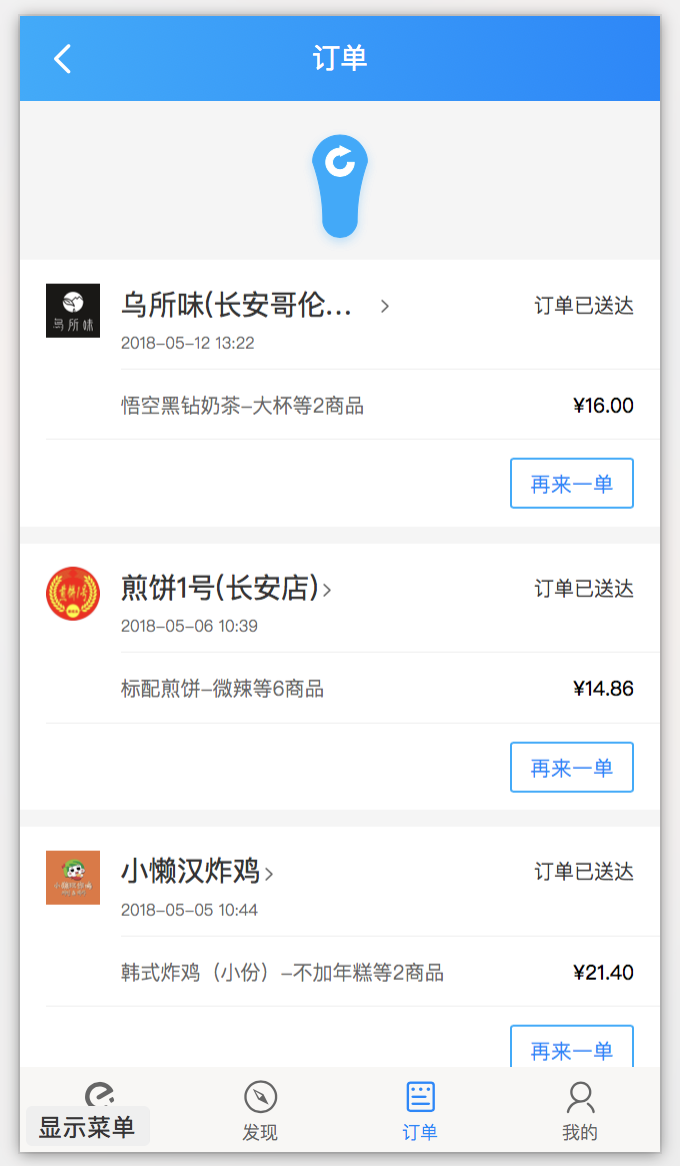 订单
乌所味(长安哥伦...
订单已送达
2018-05-12 13:22
乌所味
悟空黑钻奶茶-大杯等2商品
¥16.00
再来一单
煎饼1号(长安店)
订单已送达
2018-05-06 10:39
标配煎饼-微辣等6商品
¥14.86
再来一单
小懒汉炸鸡
订单已送达
2018-05-05 10:44
韩式炸鸡（小份）-不加年糕等2商品
¥21.40
再来一单
显示菜单
发现
订单
我的